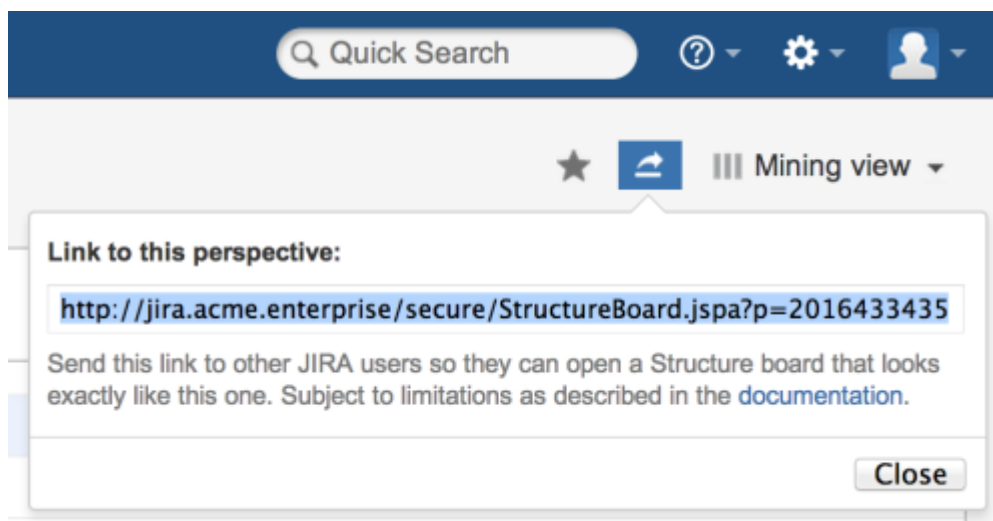 Quick Search
Mining view
Link to this perspective:
http://jira.acme.enterprise/secure/StructureBoard.jspa?p=2016433435
Send this link to other JIRA users so they can open a Structure board that looks
exactly like this one. Subject to limitations as described in the documentation.
Close